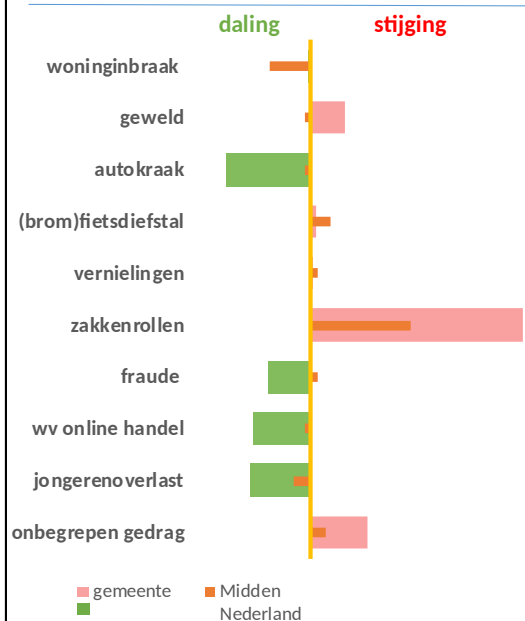 daling stijging
woninginbraak
geweld
autokraak
(brom)fietsdiefstal
vernielingen
zakkenrollen
fraude
wv online handel
jongerenoverlast
onbegrepen gedrag
gemeente Midden
Nederland